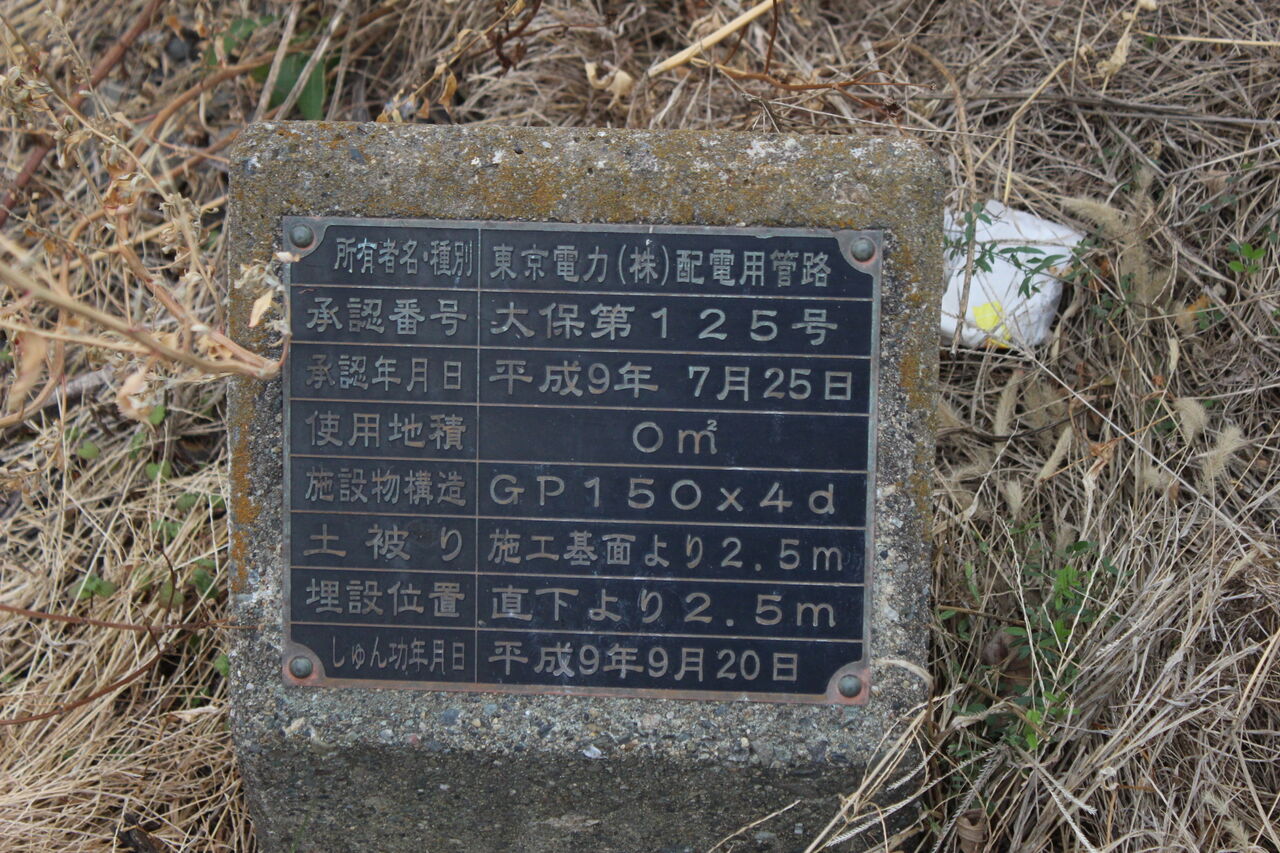 所有者名・種別 東京電力(株)配電用管路
承認番号 大保第125号
承認年月日 平成9年 7月25日
使用地積 0㎡
施設物構造 GP150x4d
土被り 施工基面より2.5m
埋設位置 直下より2.5m
しゅん功年月日 平成9年9月20日